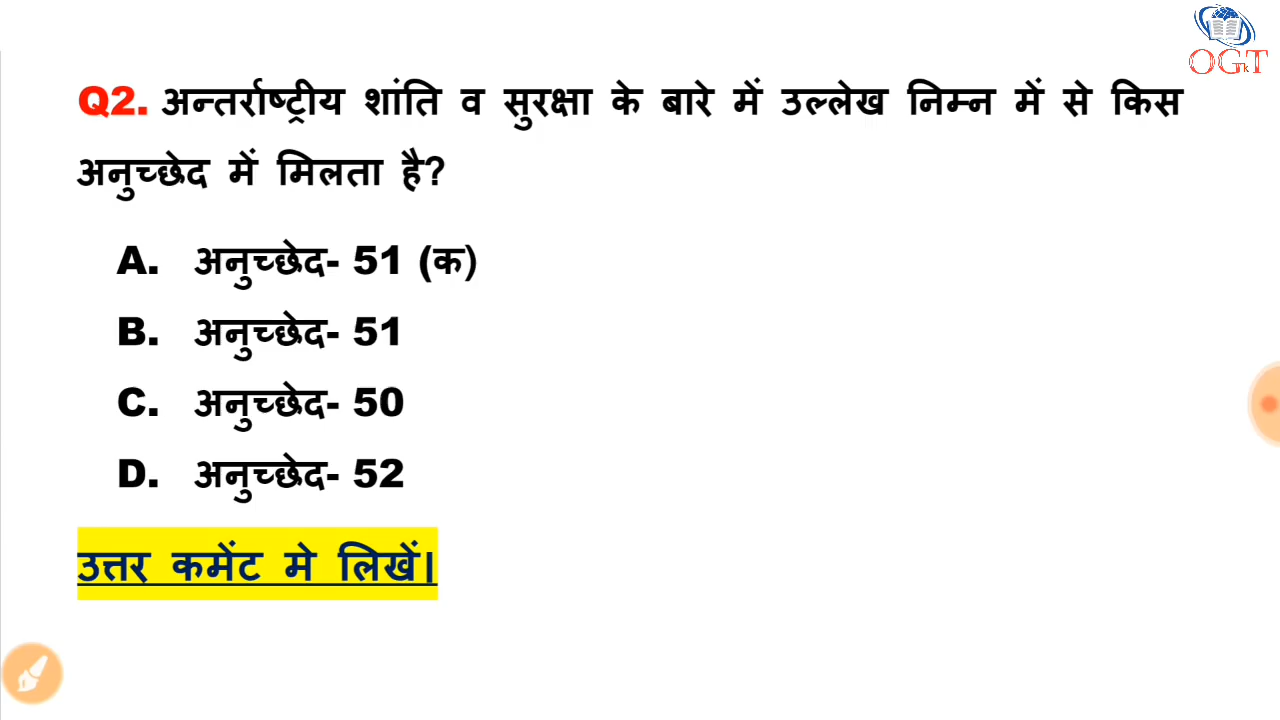 OGT
rk
Q2. अन्तर्राष्ट्रीय शांति व सुरक्षा के बारे में उल्लेख निम्न में से किस
अनुच्छेद में मिलता है?
A. अनुच्छेद- 51 (क)
B. अनुच्छेद- 51
C. अनुच्छेद- 50
D. अनुच्छेद- 52
उत्तर कमेंट मे लिखें।